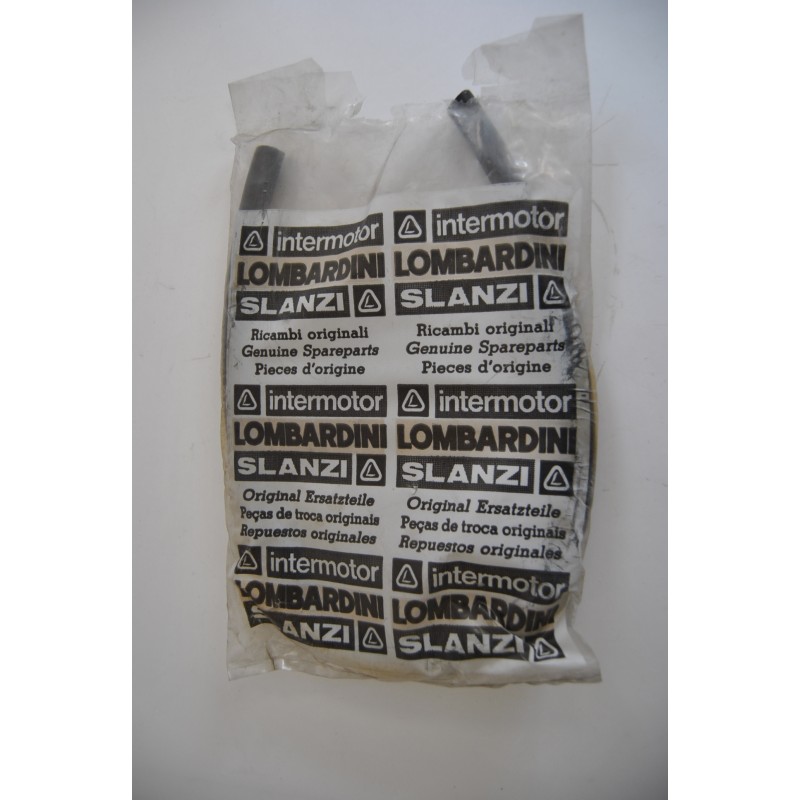 intermotor intermotor
LOMBARDINI LOMBARDINI
SLANZI SLANZI
Ricambi originali Ricambi originali
Genuine Spareparts Genuine Spareparts
Pieces d'origine Pieces d'origine
intermotor intermotor
LOMBARDINI LOMBARDINI
SLANZI SLANZI
Original Ersatzteile Original Ersatzteile
Peças de troca originais Peças de troca originais
Repuestos originales Repuestos originales
intermotor intermotor
LOMBARDINI LOMBARDINI
SLANZI SLANZI